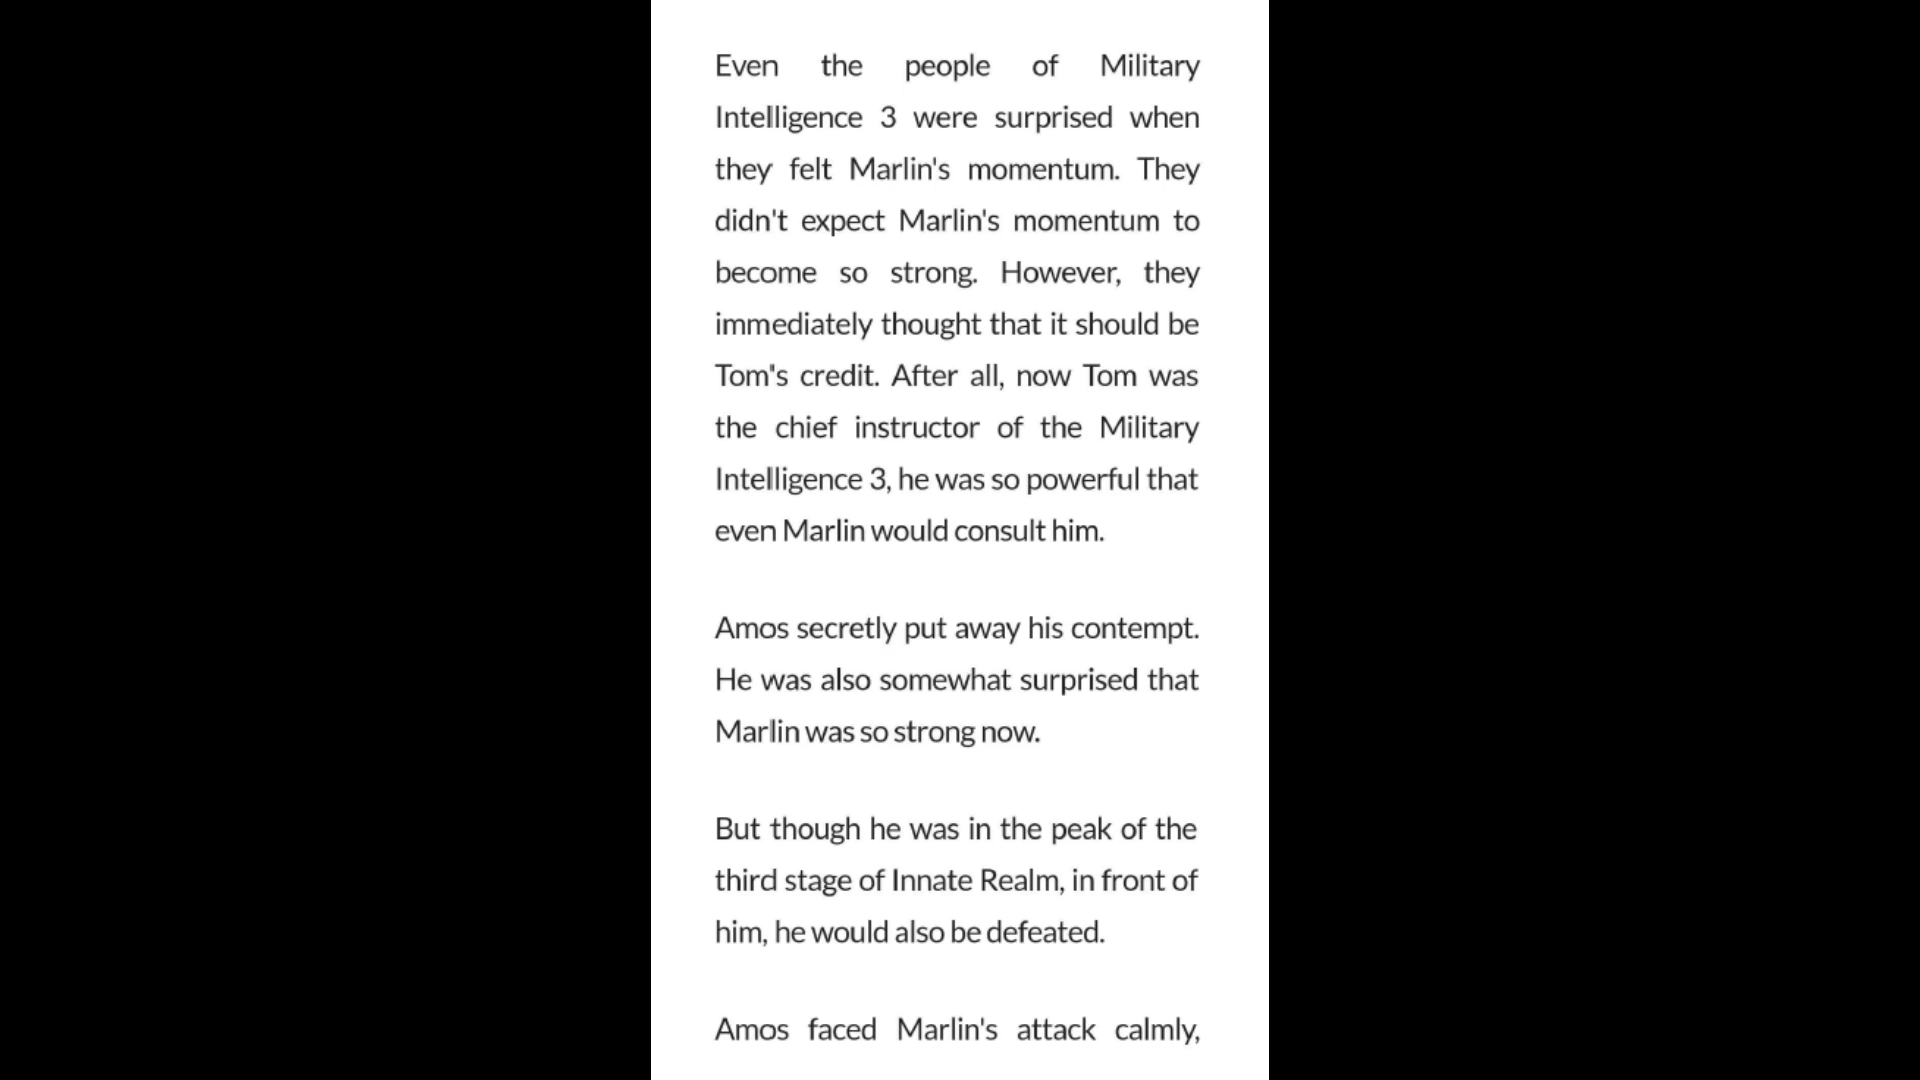 Even the people of Military
Intelligence 3 were surprised when
they felt Marlin's momentum. They
didn't expect Marlin's momentum to
become so strong. However, they
immediately thought that it should be
Tom's credit. After all, now Tom was
the chief instructor of the Military
Intelligence 3, he was so powerful that
even Marlin would consult him.
Amos secretly put away his contempt.
He was also somewhat surprised that
Marlin was so strong now.
But though he was in the peak of the
third stage of Innate Realm, in front of
him, he would also be defeated.
Amos faced Marlin's attack calmly,